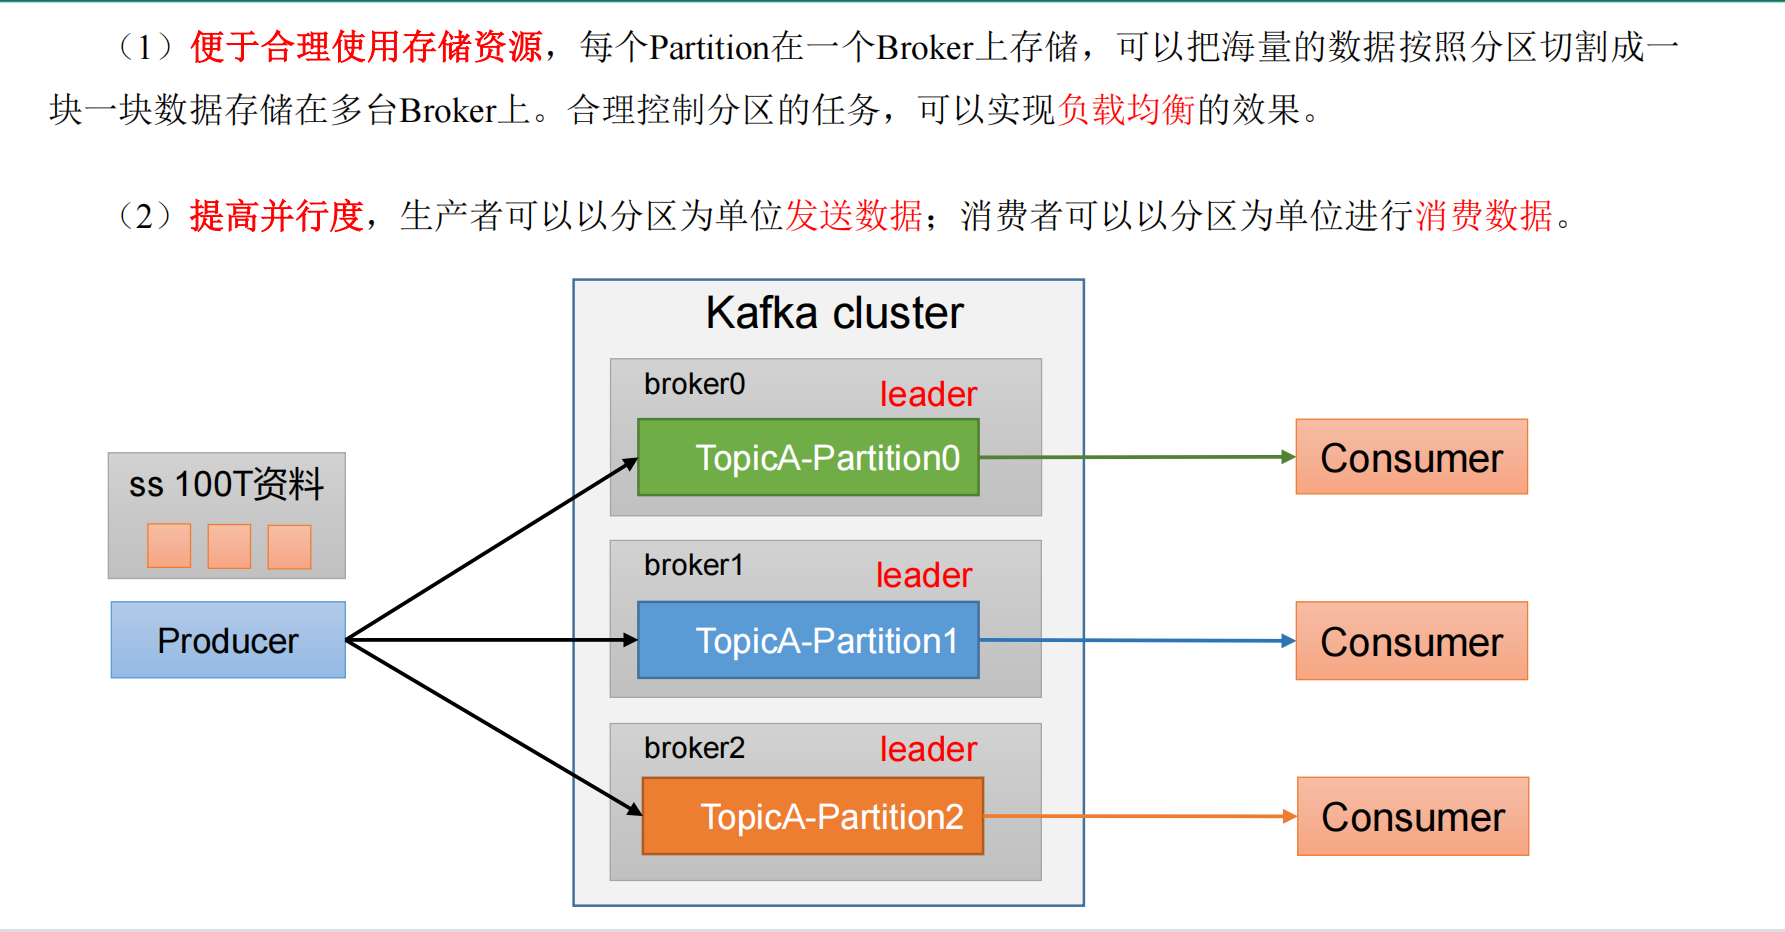 （1）便于合理使用存储资源，每个Partition在一个Broker上存储，可以把海量的数据按照分区切割成一
块一块数据存储在多台Broker上。合理控制分区的任务，可以实现负载均衡的效果。
（2）提高并行度，生产者可以以分区为单位发送数据；消费者可以以分区为单位进行消费数据。
Kafka cluster
broker0
leader
TopicA-Partition0
Consumer
ss 100T资料
broker1
leader
Producer
TopicA-Partition1
Consumer
broker2
leader
TopicA-Partition2
Consumer